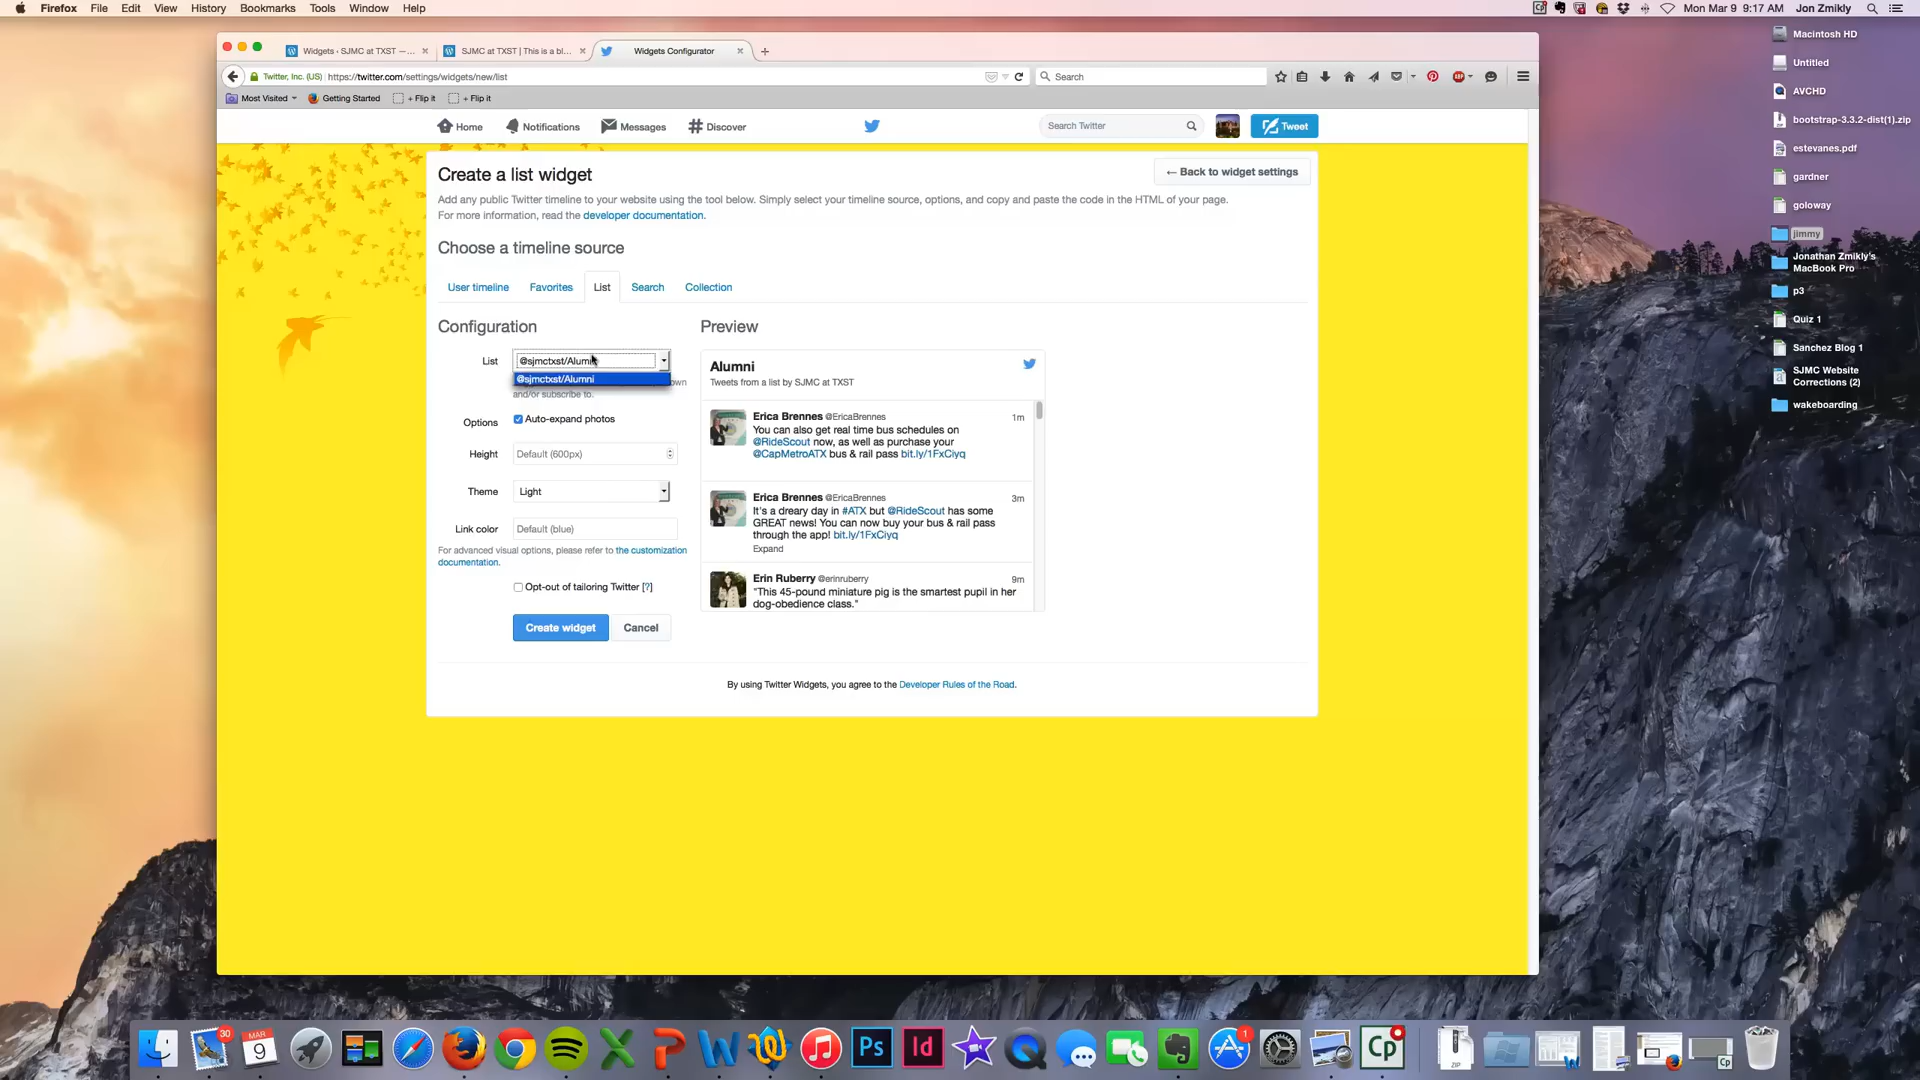 Firefox File Edit View History Bookmarks Tools Window Help
Mon Mar 9 9:17 AM Jon Zmikly
Widgets ‹ SJMC at TXST —...
SJMC at TXST | This is a bl...
Widgets Configurator
Twitter, Inc. (US) https://twitter.com/settings/widgets/new/list
Search
Most Visited Getting Started + Flip it + Flip it
Home Notifications Messages Discover
Search Twitter
Tweet
Create a list widget
← Back to widget settings
Add any public Twitter timeline to your website using the tool below. Simply select your timeline source, options, and copy and paste the code in the HTML of your page.
For more information, read the developer documentation.
Choose a timeline source
User timeline Favorites List Search Collection
Configuration
List @sjmctxst/Alumni
@sjmctxst/Alumni
own
and/or subscribe to.
Options Auto-expand photos
Height Default (600px)
Theme Light
Link color Default (blue)
For advanced visual options, please refer to the customization
documentation.
Opt-out of tailoring Twitter [?]
Create widget Cancel
Preview
Alumni
Tweets from a list by SJMC at TXST
Erica Brennes @EricaBrennes 1m
You can also get real time bus schedules on
@RideScout now, as well as purchase your
@CapMetroATX bus & rail pass bit.ly/1FxCiyq
Erica Brennes @EricaBrennes 3m
It's a dreary day in #ATX but @RideScout has some
GREAT news! You can now buy your bus & rail pass
through the app! bit.ly/1FxCiyq
Expand
Erin Ruberry @erinruberry 9m
"This 45-pound miniature pig is the smartest pupil in her
dog-obedience class."
By using Twitter Widgets, you agree to the Developer Rules of the Road.
Macintosh HD
Untitled
AVCHD
bootstrap-3.3.2-dist(1).zip
estevanes.pdf
gardner
goloway
jimmy
Jonathan Zmikly's
MacBook Pro
p3
Quiz 1
Sanchez Blog 1
SJMC Website
Corrections (2)
wakeboarding
30
MAR
9
Ps
Id
1
Cp
ZIP